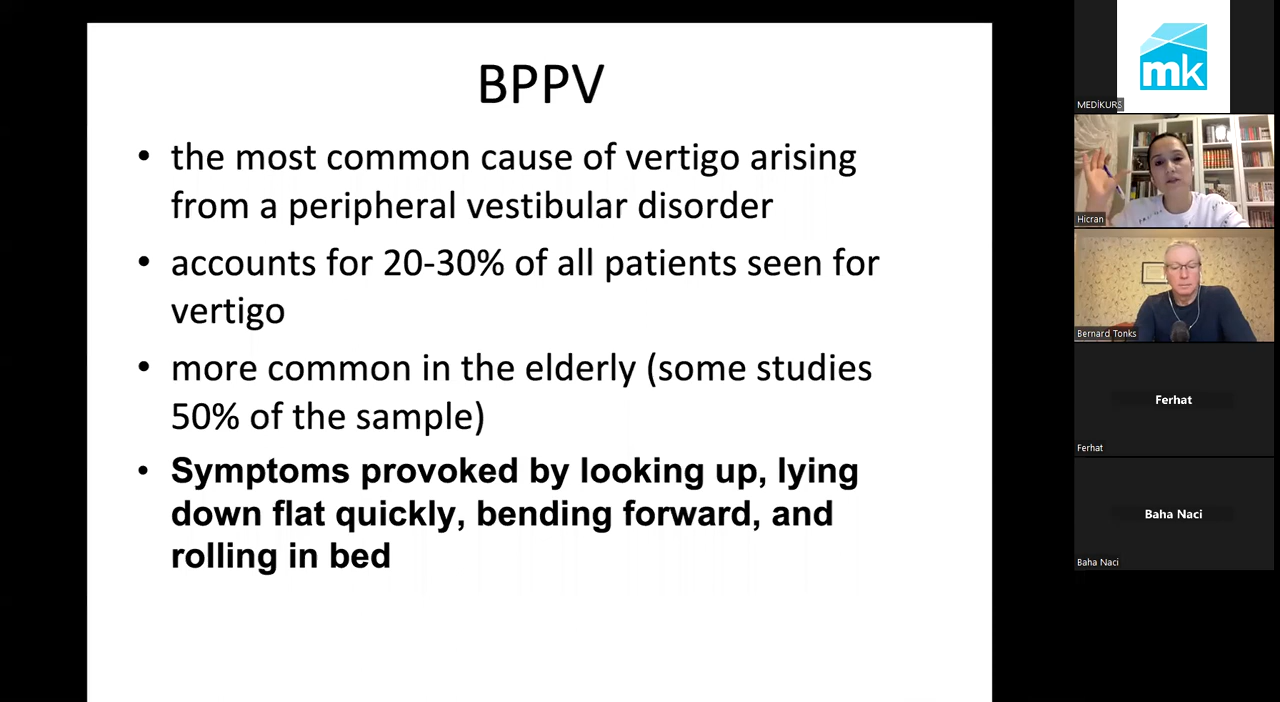 BPPV
• the most common cause of vertigo arising
from a peripheral vestibular disorder
• accounts for 20-30% of all patients seen for
vertigo
• more common in the elderly (some studies
50% of the sample)
• Symptoms provoked by looking up, lying
down flat quickly, bending forward, and
rolling in bed
mk
MEDİKURS
Hicran
Bernard Tonks
Ferhat
Ferhat
Baha Naci
Baha Naci